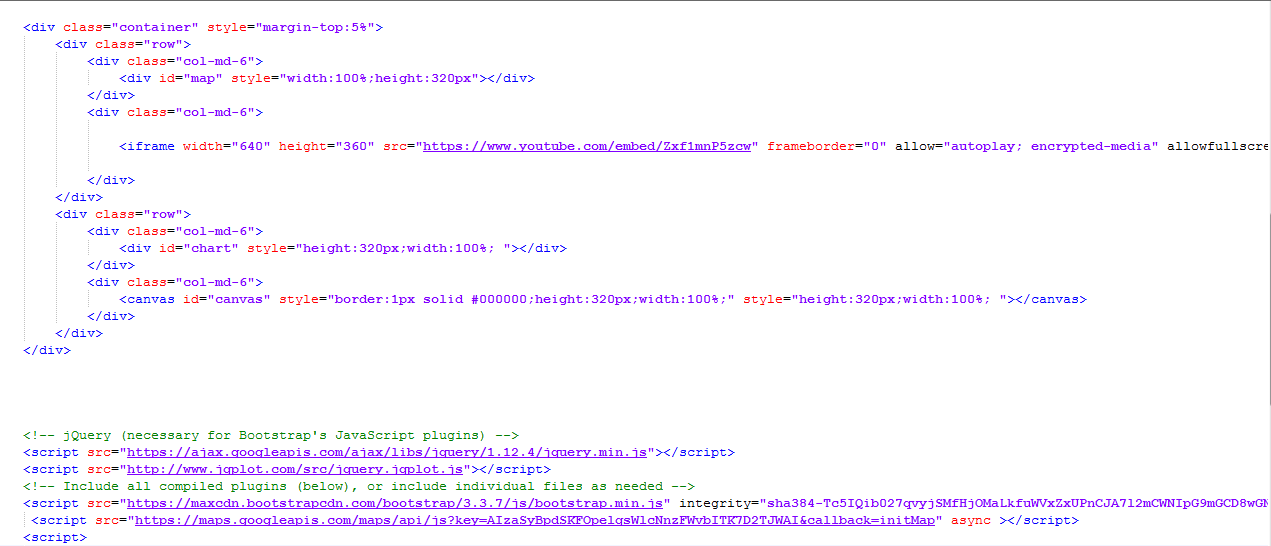 <div class="container" style="margin-top:5%">
<div class="row">
<div class="col-md-6">
<div id="map" style="width:100%;height:320px"></div>
</div>
<div class="col-md-6">
<iframe width="640" height="360" src="https://www.youtube.com/embed/Zxf1mnP5zcw" frameborder="0" allow="autoplay; encrypted-media" allowfullscre
</div>
</div>
<div class="row">
<div class="col-md-6">
<div id="chart" style="height:320px;width:100%; "></div>
</div>
<div class="col-md-6">
<canvas id="canvas" style="border:1px solid #000000;height:320px;width:100%;" style="height:320px;width:100%; "></canvas>
</div>
</div>
</div>
<!-- jQuery (necessary for Bootstrap's JavaScript plugins) -->
<script src="https://ajax.googleapis.com/ajax/libs/jquery/1.12.4/jquery.min.js"></script>
<script src="http://www.jqplot.com/src/jquery.jqplot.js"></script>
<!-- Include all compiled plugins (below), or include individual files as needed -->
<script src="https://maxcdn.bootstrapcdn.com/bootstrap/3.3.7/js/bootstrap.min.js" integrity="sha384-Tc5IQib027qvyjSMfHjOMaLkfuWVxZxUPnCJA7l2mCWNIpG9mGCD8wGN
<script src="https://maps.googleapis.com/maps/api/js?key=AIzaSyBpdSKFOpelqsWlcNnzFWvbITK7D2TJWAI&callback=initMap" async ></script>
<script>